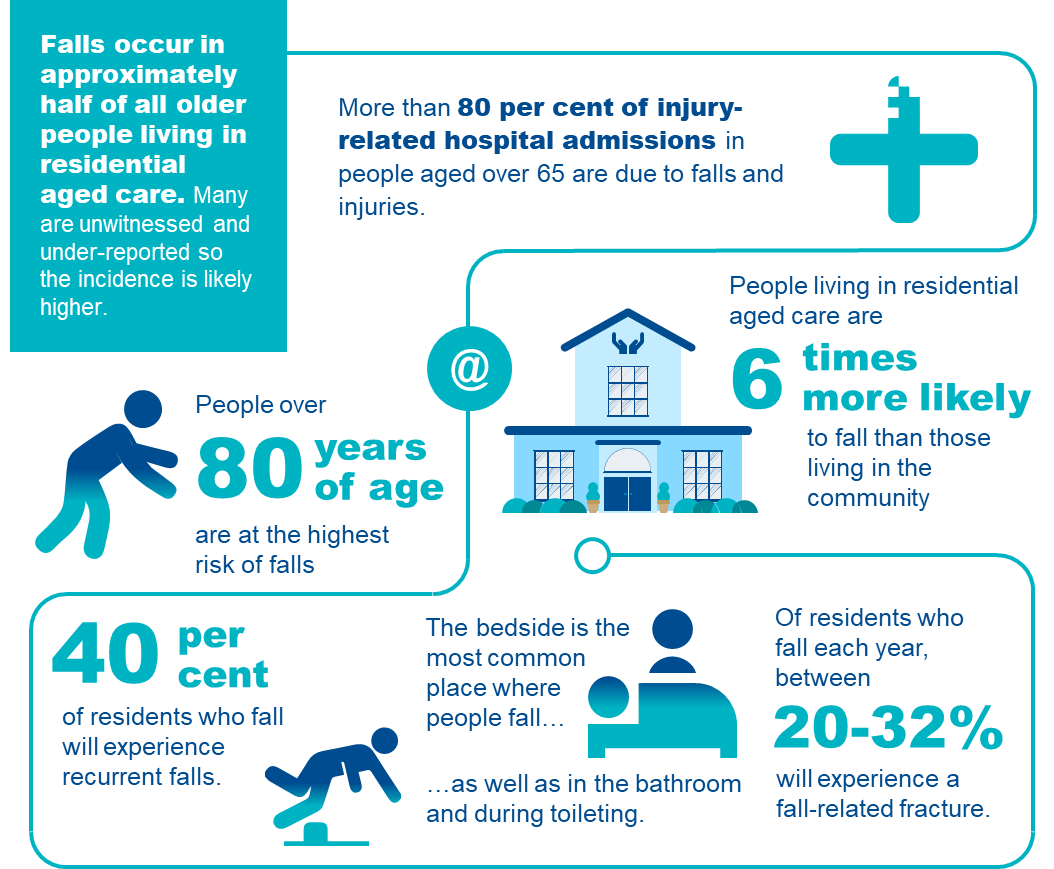 Falls occur in
approximately
half of all older
people living in
residential
aged care. Many
are unwitnessed and
under-reported so
the incidence is likely
higher.
More than 80 per cent of injury-
related hospital admissions in
people aged over 65 are due to falls and
injuries.
@
People living in residential
aged care are
6 times
more likely
to fall than those
living in the
community
People over
80 years
of age
are at the highest
risk of falls
40 per
cent
of residents who fall
will experience
recurrent falls.
The bedside is the
most common
place where
people fall…
…as well as in the bathroom
and during toileting.
Of residents who
fall each year,
between
20-32%
will experience a
fall-related fracture.